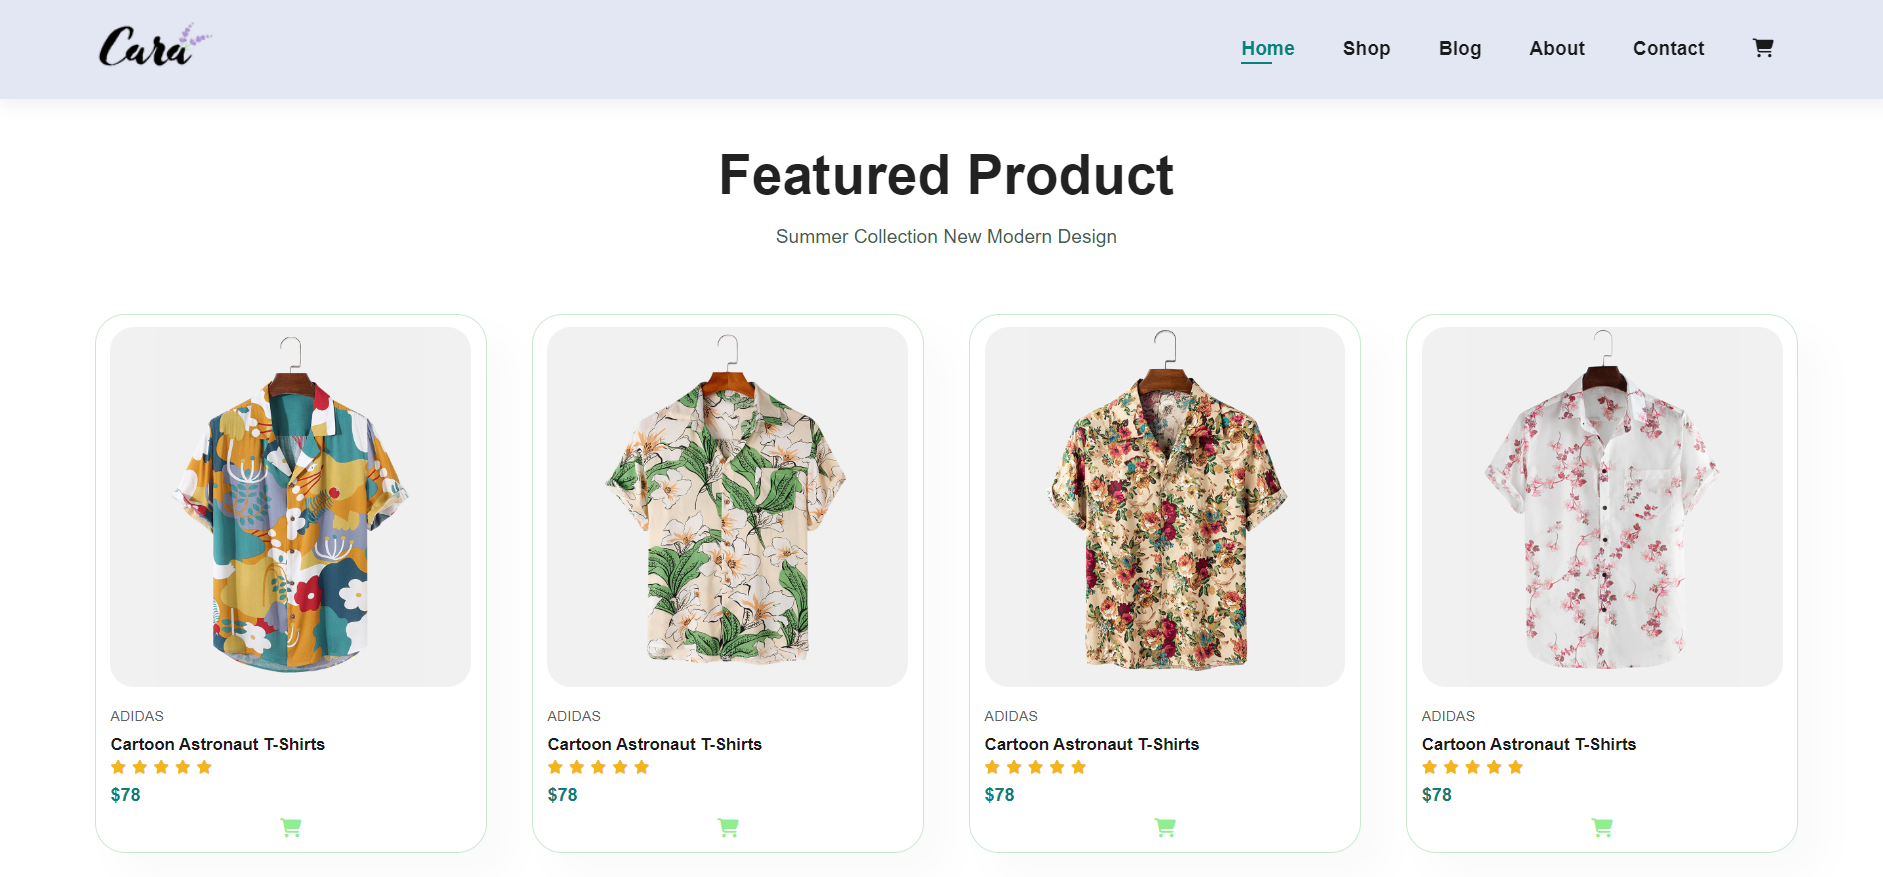 Cara
Home Shop Blog About Contact
Featured Product
Summer Collection New Modern Design
ADIDAS
Cartoon Astronaut T-Shirts
$78
ADIDAS
Cartoon Astronaut T-Shirts
$78
ADIDAS
Cartoon Astronaut T-Shirts
$78
ADIDAS
Cartoon Astronaut T-Shirts
$78